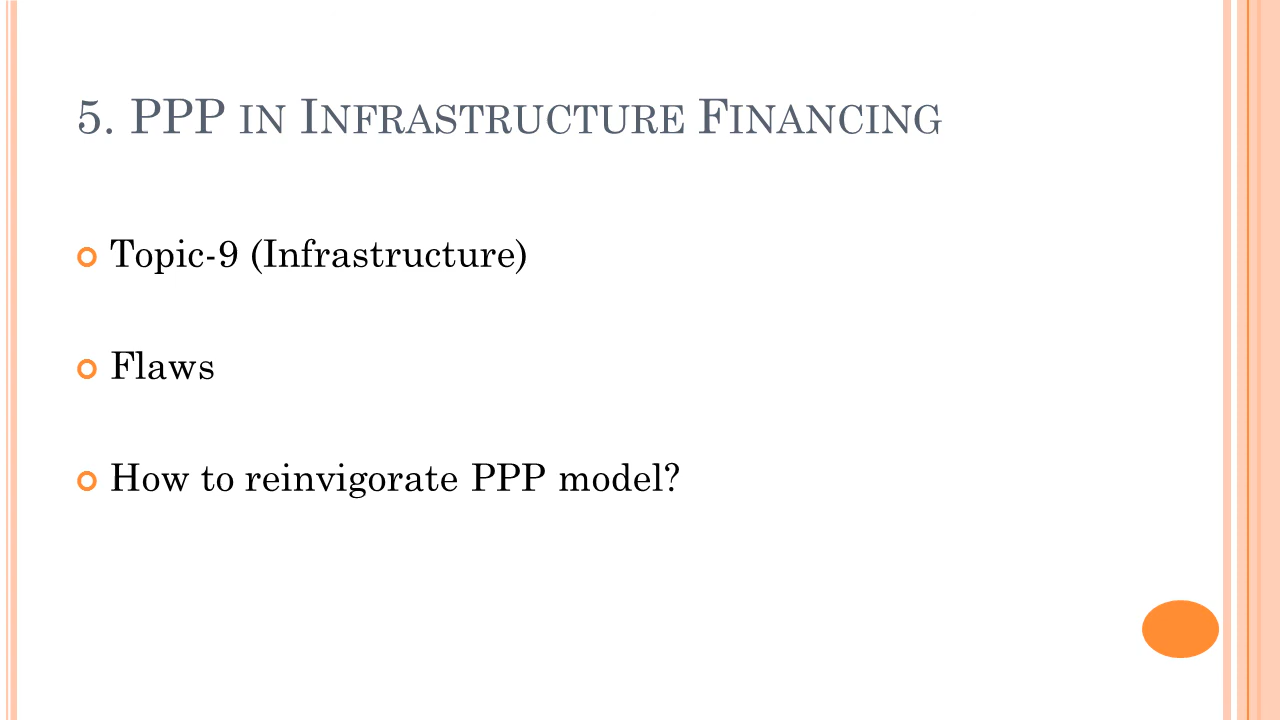 5. PPP in Infrastructure Financing
Topic-9 (Infrastructure)
Flaws
How to reinvigorate PPP model?